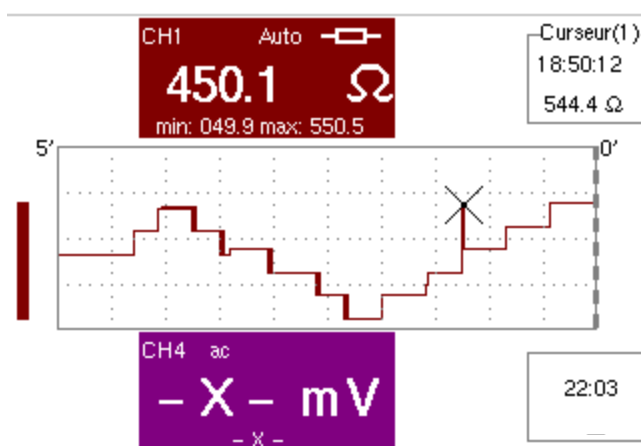 CH1 Auto
450.1 Ω
min: 049.9 max: 550.5
Curseur(1)
18:50:12
544.4 Ω
5' 0'
CH4 ac
– X – mV
– X –
22:03